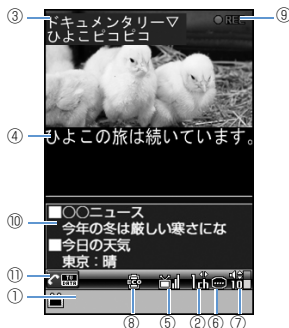 ③ ドキュメンタリー▽ ●REC ⑨
ひよこピコピコ
④ ひよこの旅は続いています。
⑩ ■○○ニュース
今年の冬は厳しい寒さにな
■今日の天気
東京：晴
⑪ ECO 1ch 10
①
⑧ ⑤ ② ⑥ ⑦